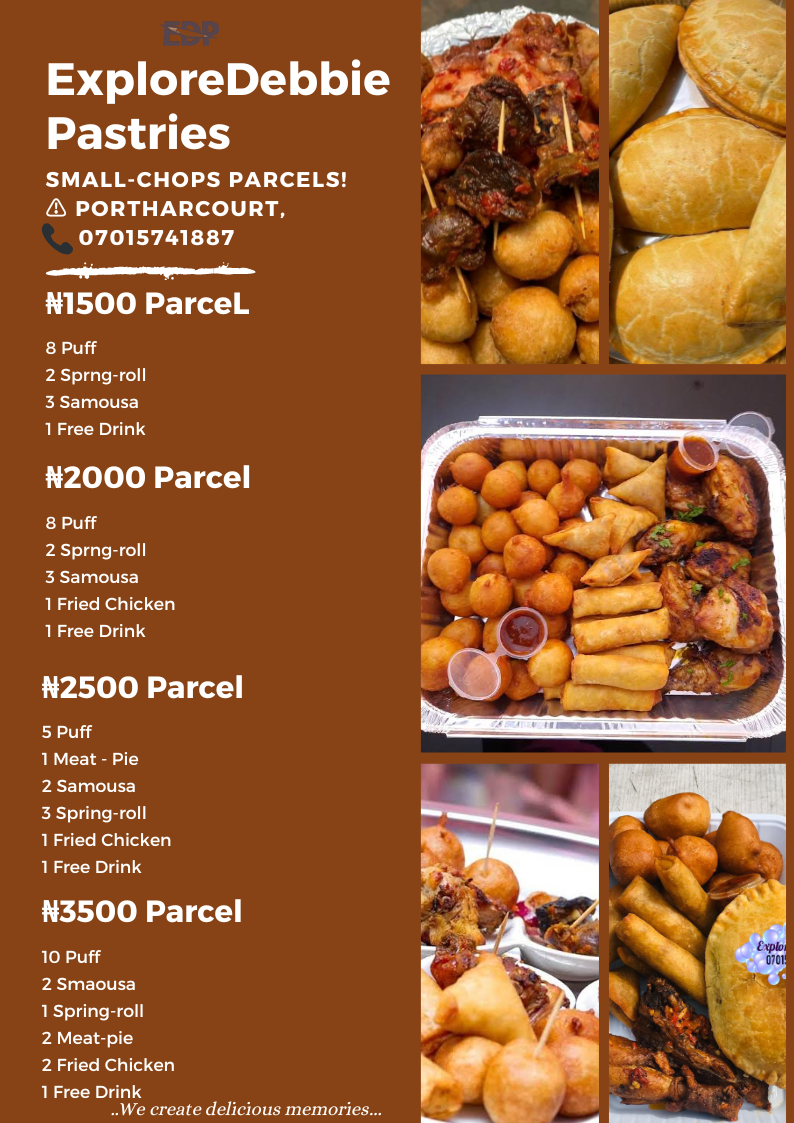 EDP
ExploreDebbie
Pastries
SMALL-CHOPS PARCELS!
PORTHARCOURT,
07015741887
₦1500 ParceL
8 Puff
2 Sprng-roll
3 Samousa
1 Free Drink
₦2000 Parcel
8 Puff
2 Sprng-roll
3 Samousa
1 Fried Chicken
1 Free Drink
₦2500 Parcel
5 Puff
1 Meat - Pie
2 Samousa
3 Spring-roll
1 Fried Chicken
1 Free Drink
₦3500 Parcel
10 Puff
2 Smaousa
1 Spring-roll
2 Meat-pie
2 Fried Chicken
1 Free Drink
..We create delicious memories...